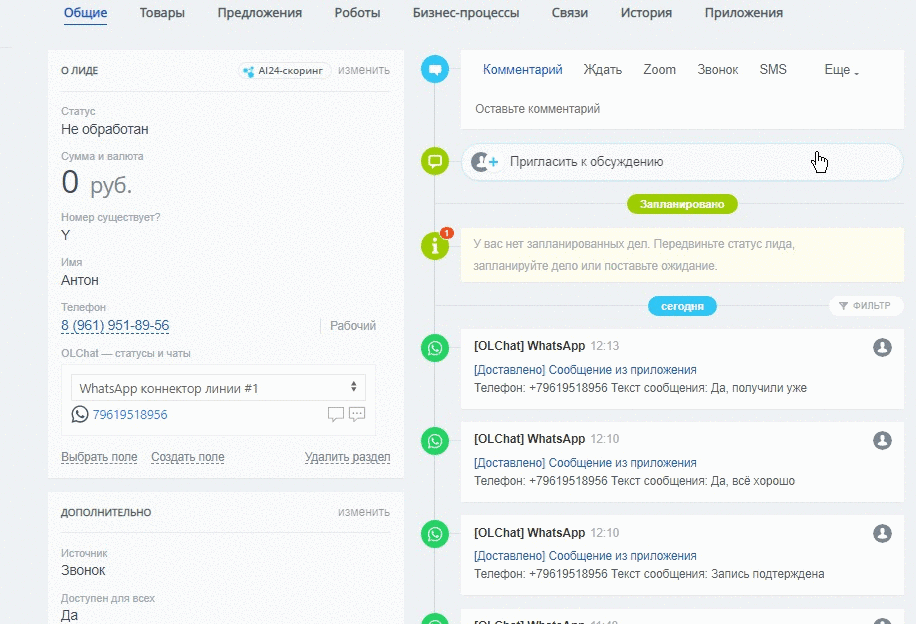 Общие Товары Предложения Роботы Бизнес-процессы Связи История Приложения
О ЛИДЕ AI24-скоринг изменить
Статус
Не обработан
Сумма и валюта
0 руб.
Номер существует?
Y
Имя
Антон
Телефон
8 (961) 951-89-56 Рабочий
OLChat — статусы и чаты
WhatsApp коннектор линии #1
79619518956
Выбрать поле Создать поле Удалить раздел
ДОПОЛНИТЕЛЬНО изменить
Источник
Звонок
Доступен для всех
Да
Комментарий Ждать Zoom Звонок SMS Еще
Оставьте комментарий
Пригласить к обсуждению
Запланировано
1
У вас нет запланированных дел. Передвиньте статус лида,
запланируйте дело или поставьте ожидание.
сегодня ФИЛЬТР
[OLChat] WhatsApp 12:13
[Доставлено] Сообщение из приложения
Телефон: +79619518956 Текст сообщения: Да, получили уже
[OLChat] WhatsApp 12:10
[Доставлено] Сообщение из приложения
Телефон: +79619518956 Текст сообщения: Да, всё хорошо
[OLChat] WhatsApp 12:10
[Доставлено] Сообщение из приложения
Телефон: +79619518956 Текст сообщения: Запись подтерждена
[OLChat] WhatsApp